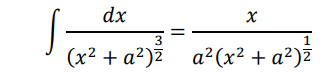 ∫ dx / (x² + a²)^(3/2) = x / a²(x² + a²)^(1/2)